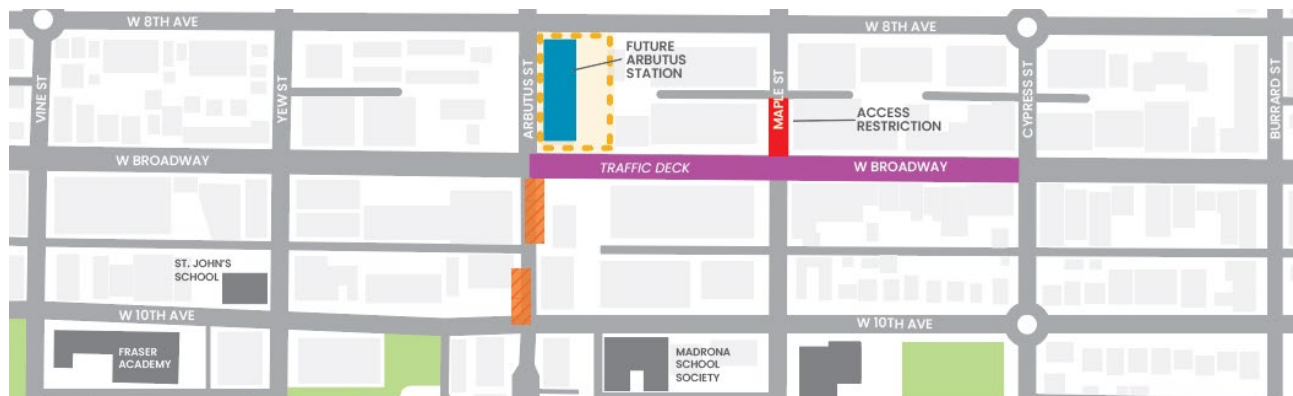 W 8TH AVE
W 8TH AVE
VINE ST
YEW ST
ARBUTUS ST
FUTURE
ARBUTUS
STATION
MAPLE ST
ACCESS
RESTRICTION
CYPRESS ST
BURRARD ST
W BROADWAY
TRAFFIC DECK
W BROADWAY
ST. JOHN'S
SCHOOL
W 10TH AVE
W 10TH AVE
FRASER
ACADEMY
MADRONA
SCHOOL
SOCIETY